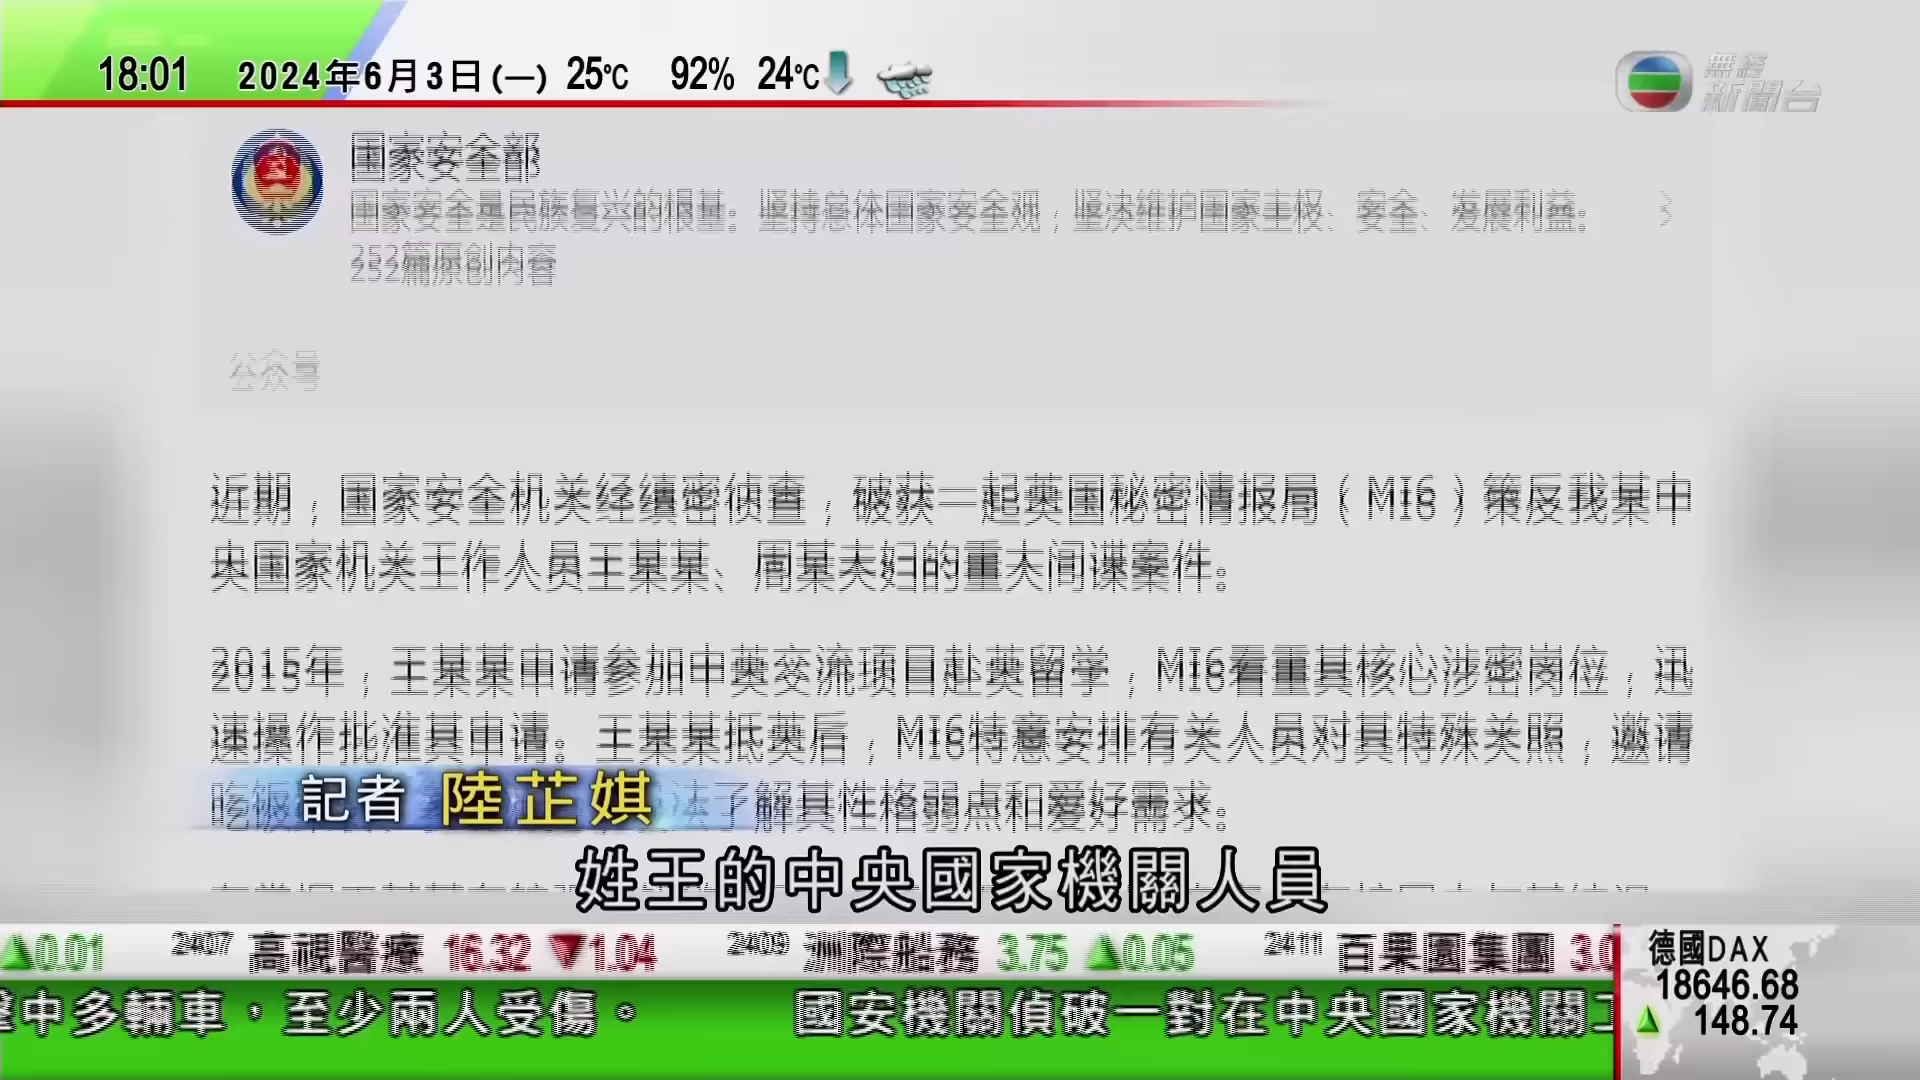 18:01 2024年6月3日(一) 25℃ 92% 24℃
無綫
新聞台
国家安全部
国家安全是民族复兴的根基。坚持总体国家安全观，坚决维护国家主权、安全、发展利益。
252篇原创内容
公众号
近期，国家安全机关经缜密侦查，破获一起英国秘密情报局（MI6）策反我某中
央国家机关工作人员王某某、周某夫妇的重大间谍案件。
2015年，王某某申请参加中英交流项目赴英留学，MI6看重其核心涉密岗位，迅
速操作批准其申请。王某某抵英后，MI6特意安排有关人员对其特殊关照，邀请
吃饭 法了解其性格弱点和爱好需求。
記者 陸芷娸
姓王的中央國家機關人員
▲0.01 2407 高視醫療 16.32 ▼1.04 2409 洲際船務 3.75 ▲0.05 2411 百果園集團 3.0
擊中多輛車，至少兩人受傷。 國安機關偵破一對在中央國家機關工
德國DAX
18646.68
▲ 148.74